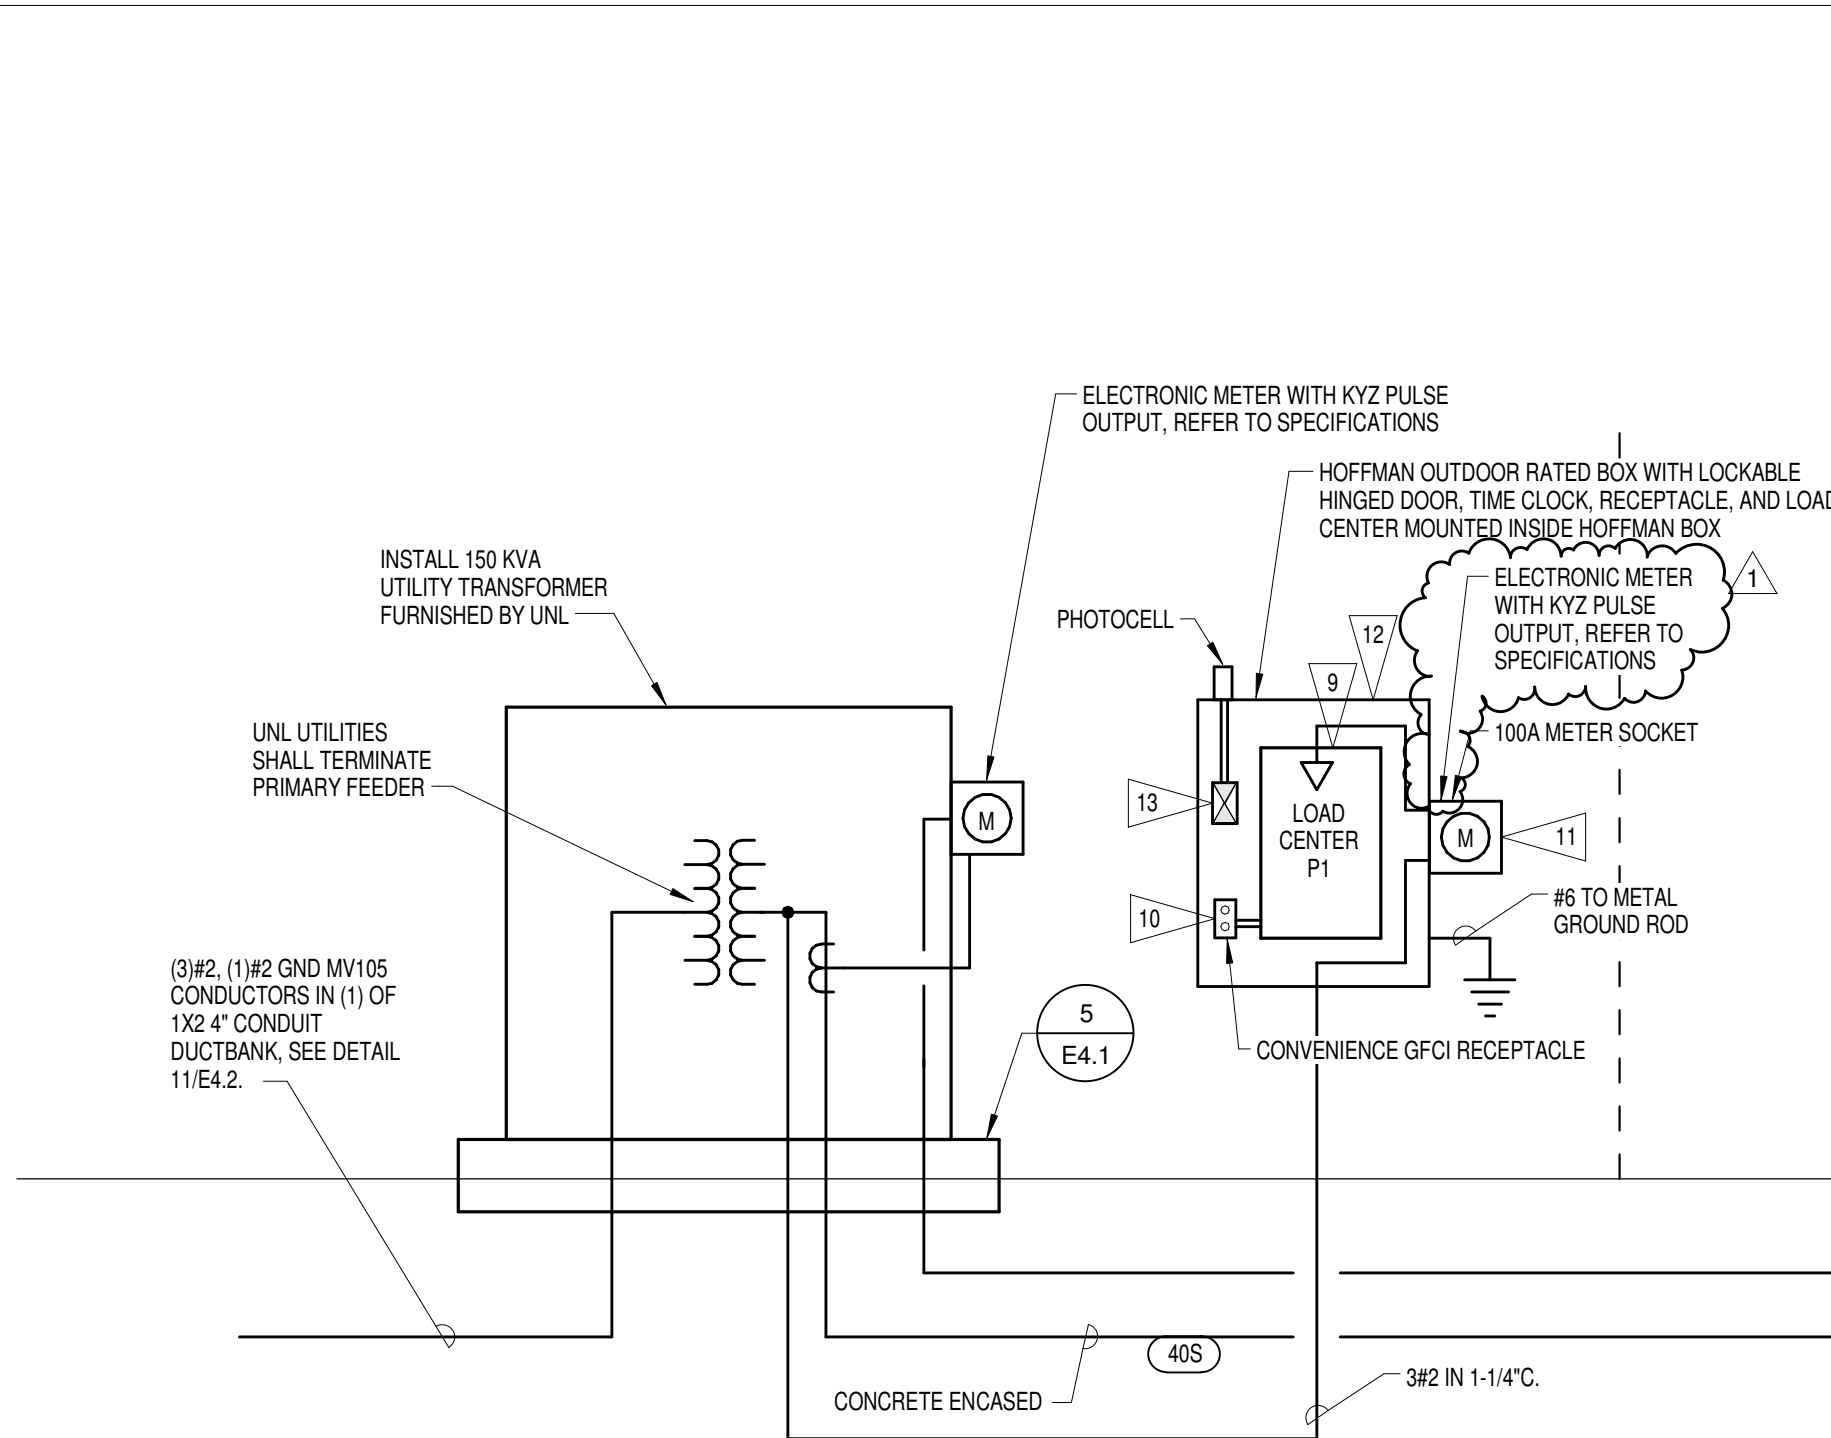 ELECTRONIC METER WITH KYZ PULSE
OUTPUT, REFER TO SPECIFICATIONS
HOFFMAN OUTDOOR RATED BOX WITH LOCKABLE
HINGED DOOR, TIME CLOCK, RECEPTACLE, AND LOAD
CENTER MOUNTED INSIDE HOFFMAN BOX
INSTALL 150 KVA
UTILITY TRANSFORMER
FURNISHED BY UNL
ELECTRONIC METER
WITH KYZ PULSE
OUTPUT, REFER TO
SPECIFICATIONS
1
PHOTOCELL
12
9
UNL UTILITIES
SHALL TERMINATE
PRIMARY FEEDER
100A METER SOCKET
M
13
LOAD
CENTER
P1
M
11
10
#6 TO METAL
GROUND ROD
(3)#2, (1)#2 GND MV105
CONDUCTORS IN (1) OF
1X2 4" CONDUIT
DUCTBANK, SEE DETAIL
11/E4.2.
5
E4.1
CONVENIENCE GFCI RECEPTACLE
40S
CONCRETE ENCASED
3#2 IN 1-1/4"C.